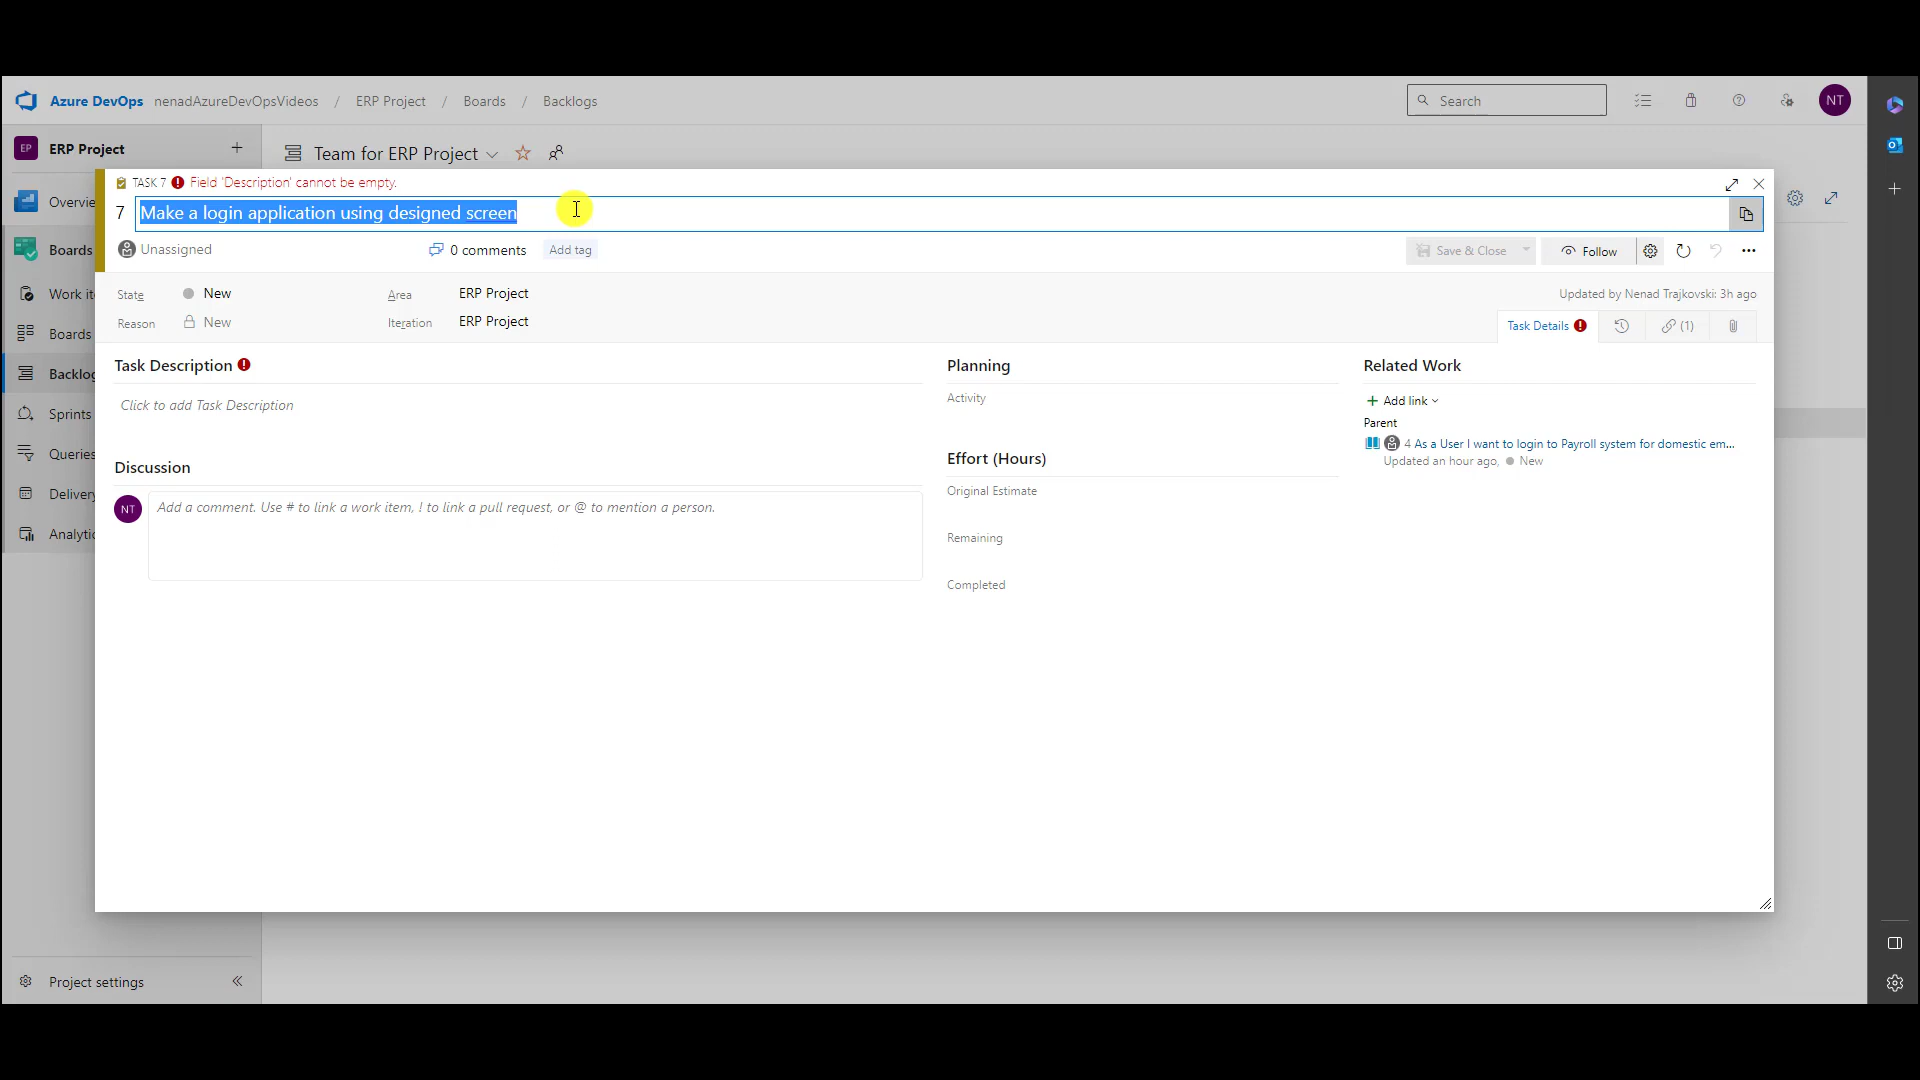 Azure DevOps nenadAzureDevOpsVideos / ERP Project / Boards / Backlogs
Search
NT
EP ERP Project
Team for ERP Project
TASK 7 Field 'Description' cannot be empty.
7 Make a login application using designed screen
Unassigned
0 comments
Add tag
Save & Close
Follow
State New
Area ERP Project
Updated by Nenad Trajkovski: 3h ago
Reason New
Iteration ERP Project
Task Details
(1)
Overvie
Boards
Work it
Boards
Backlog
Sprints
Queries
Delivery
Analytic
Task Description
Click to add Task Description
Discussion
NT
Add a comment. Use # to link a work item, ! to link a pull request, or @ to mention a person.
Planning
Activity
Effort (Hours)
Original Estimate
Remaining
Completed
Related Work
Add link
Parent
4 As a User I want to login to Payroll system for domestic em...
Updated an hour ago, New
Project settings